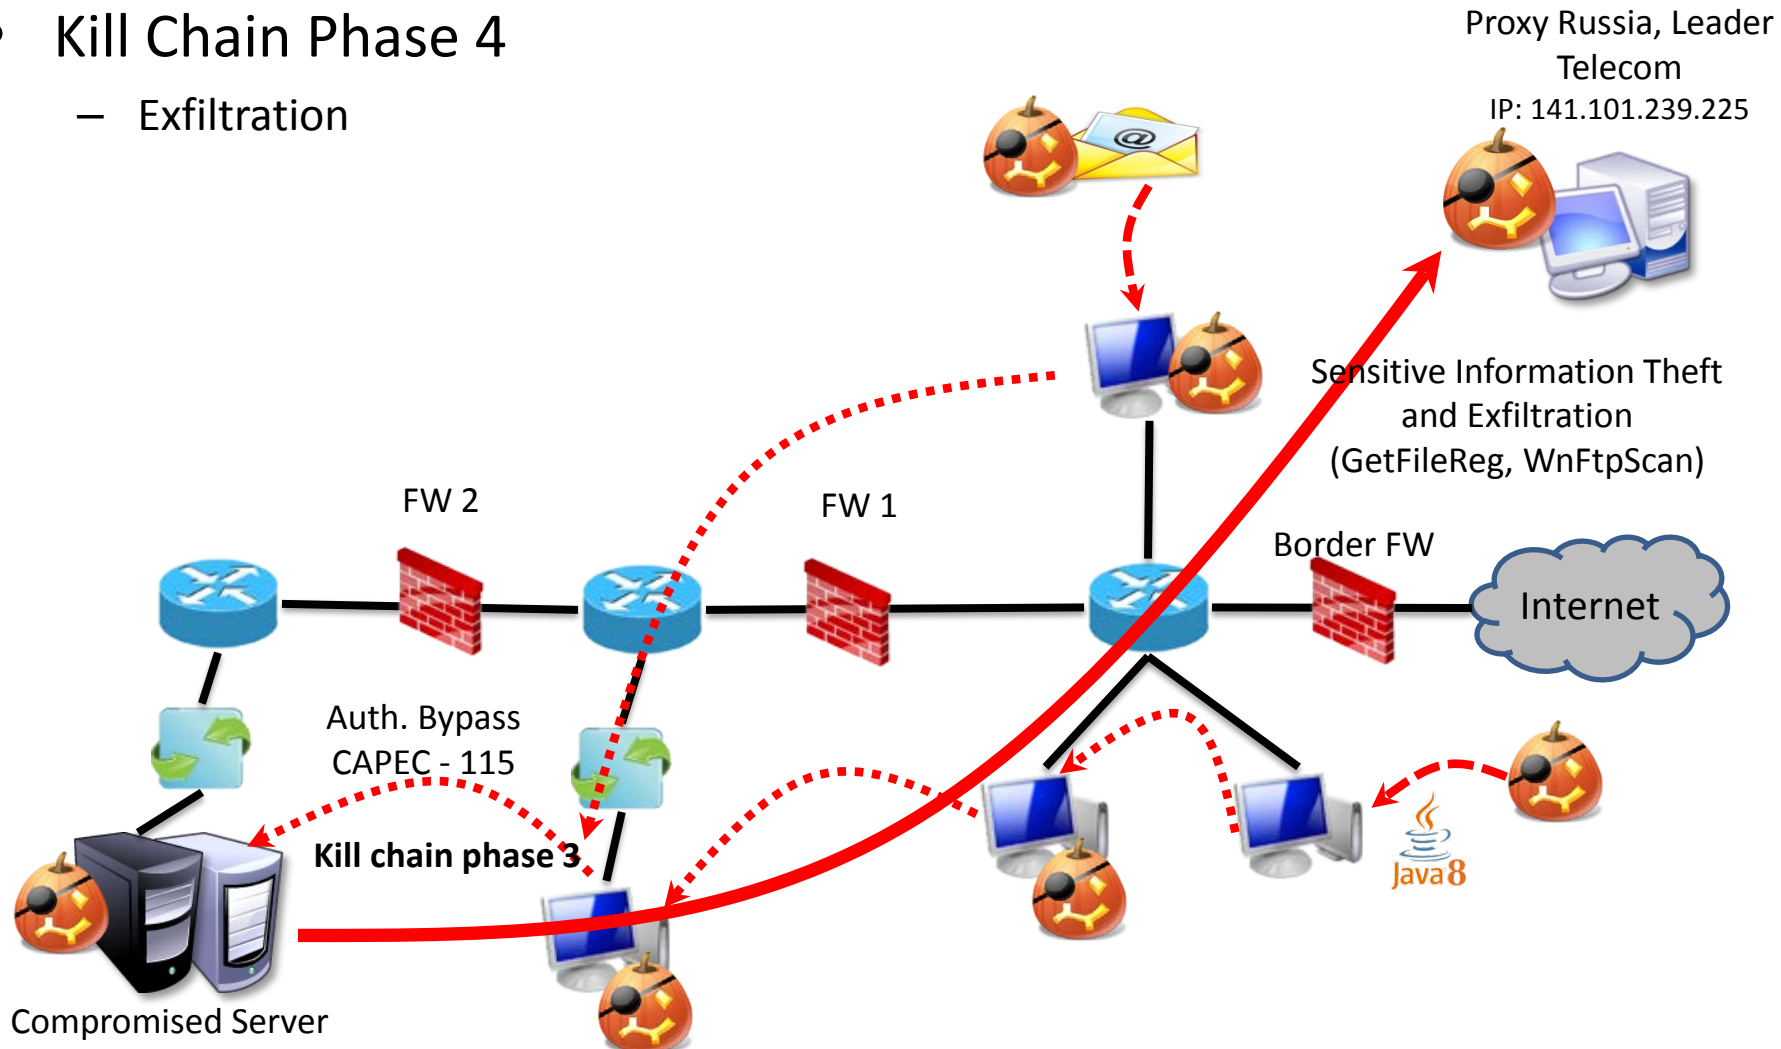 • Kill Chain Phase 4
– Exfiltration
Proxy Russia, Leader
Telecom
IP: 141.101.239.225
@
Sensitive Information Theft
and Exfiltration
(GetFileReg, WnFtpScan)
FW 2
FW 1
Border FW
Internet
Auth. Bypass
CAPEC - 115
Kill chain phase 3
Java 8
Compromised Server